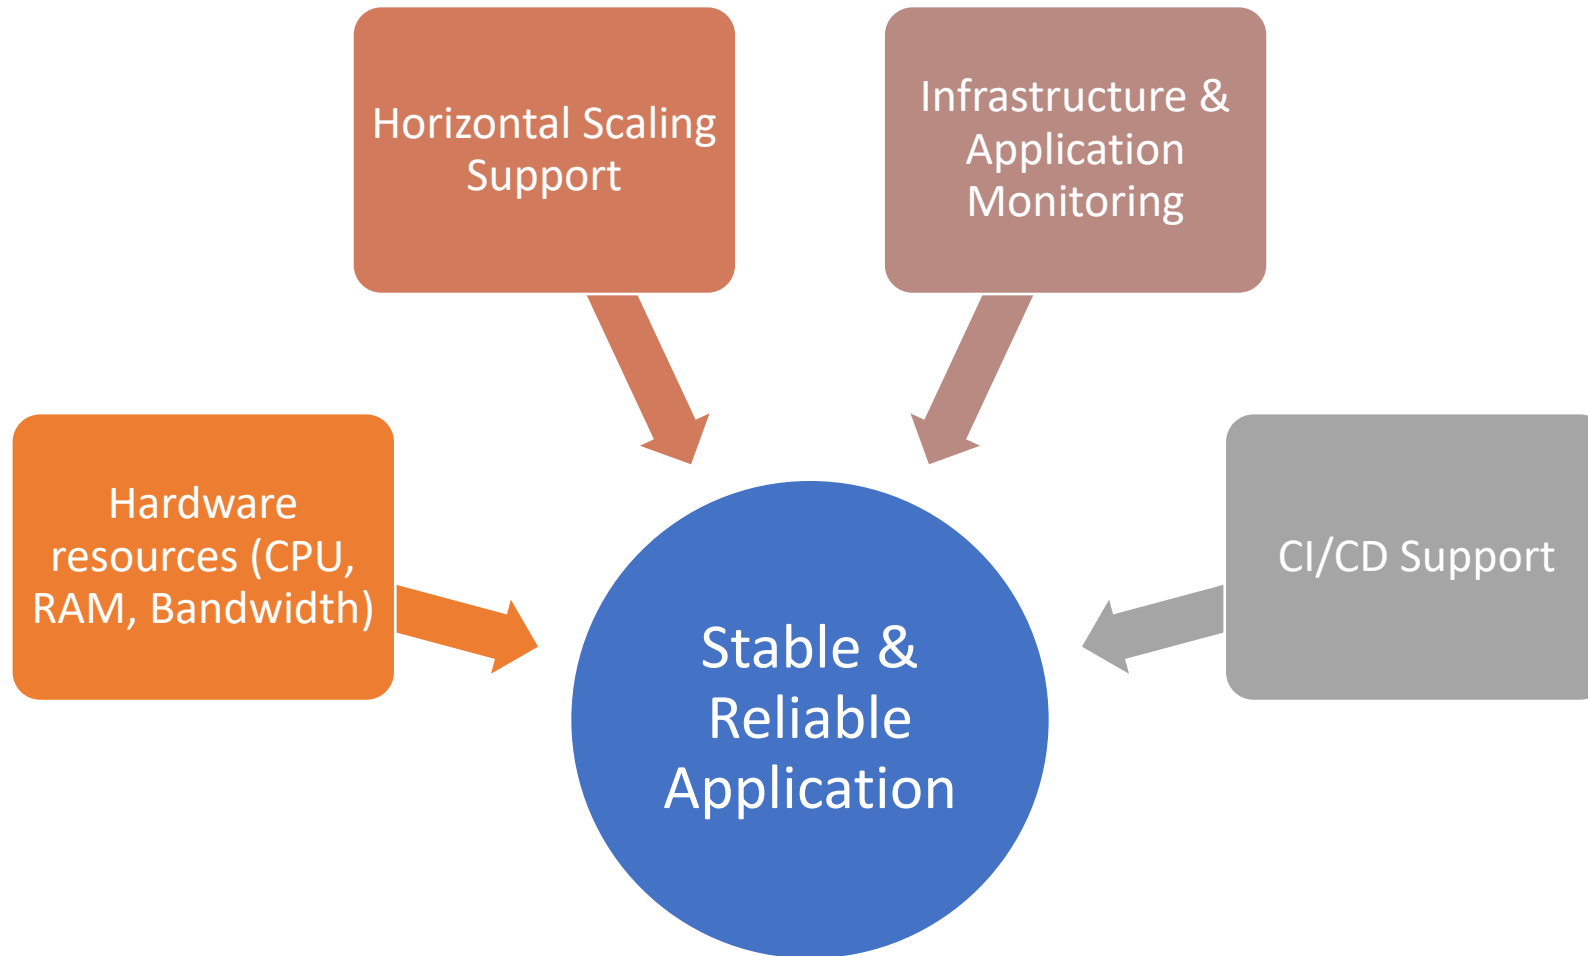 Horizontal Scaling
Support
Infrastructure &
Application
Monitoring
Hardware
resources (CPU,
RAM, Bandwidth)
CI/CD Support
Stable &
Reliable
Application